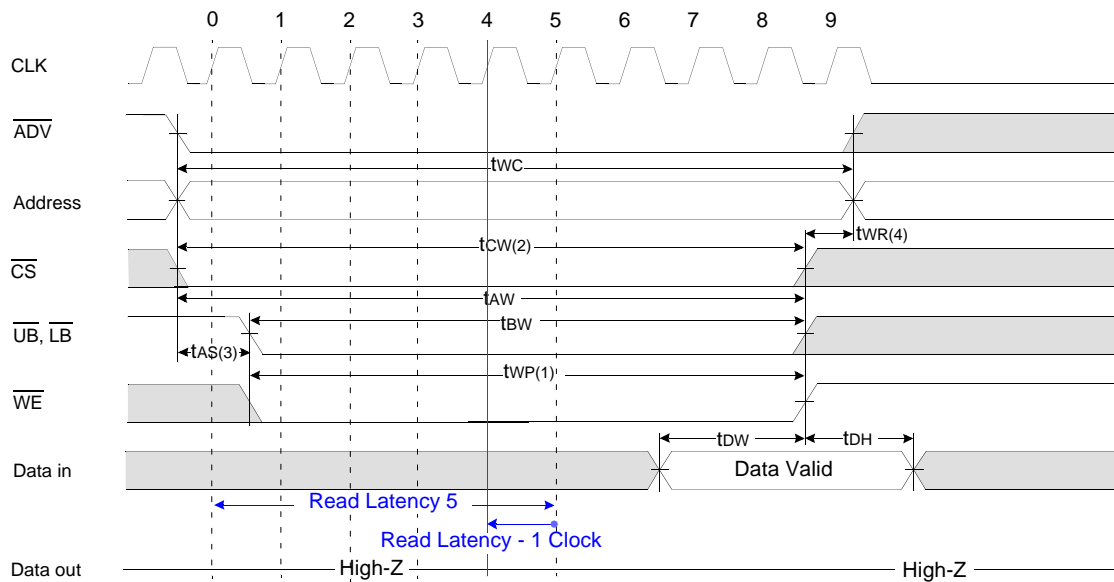 0 1 2 3 4 5 6 7 8 9
CLK
ADV
tWC
Address
tCW(2)
tWR(4)
CS
tAW
UB, LB
tBW
tAS(3)
tWP(1)
WE
tDW
tDH
Data in
Data Valid
Read Latency 5
Read Latency - 1 Clock
Data out
High-Z
High-Z